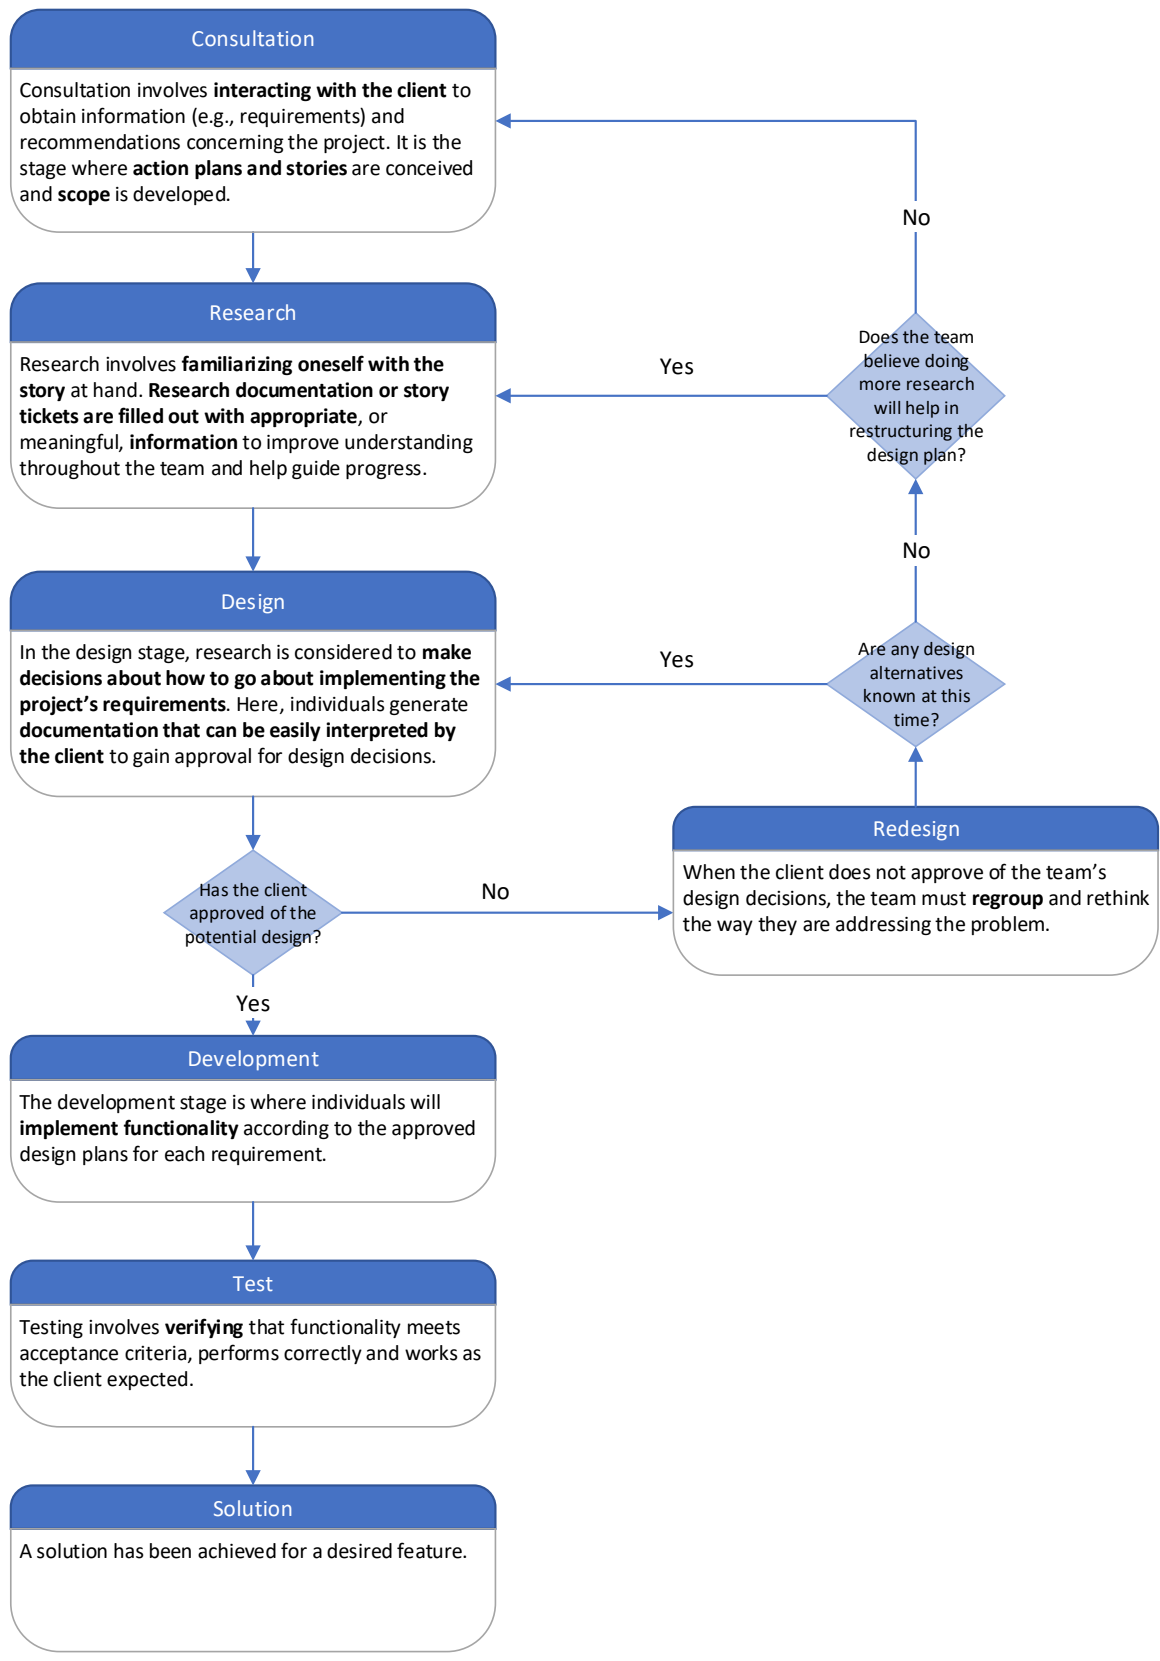 Consultation
Consultation involves interacting with the client to
obtain information (e.g., requirements) and
recommendations concerning the project. It is the
stage where action plans and stories are conceived
and scope is developed.
No
Research
Research involves familiarizing oneself with the
story at hand. Research documentation or story
tickets are filled out with appropriate, or
meaningful, information to improve understanding
throughout the team and help guide progress.
Yes
Does the team
believe doing
more research
will help in
restructuring the
design plan?
No
Design
In the design stage, research is considered to make
decisions about how to go about implementing the
project's requirements. Here, individuals generate
documentation that can be easily interpreted by
the client to gain approval for design decisions.
Yes
Are any design
alternatives
known at this
time?
Redesign
When the client does not approve of the team's
design decisions, the team must regroup and rethink
the way they are addressing the problem.
Has the client
approved of the
potential design?
No
Yes
Development
The development stage is where individuals will
implement functionality according to the approved
design plans for each requirement.
Test
Testing involves verifying that functionality meets
acceptance criteria, performs correctly and works as
the client expected.
Solution
A solution has been achieved for a desired feature.